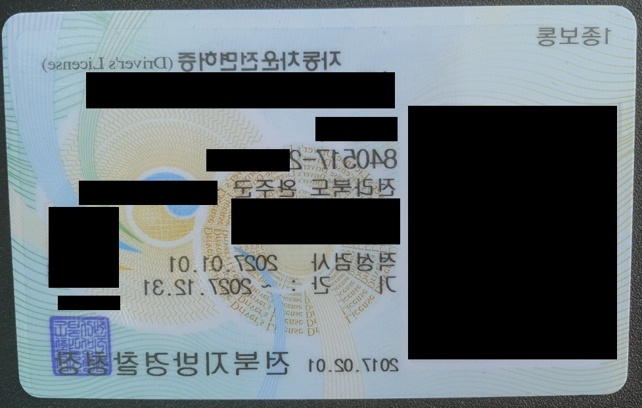 1종보통
자동차운전면허증 (Driver's License)
840517-2
전라북도 완주군
적성검사 2027.01.01
기 간 : ~ 2027.12.31
2017.02.01 전북지방경찰청장